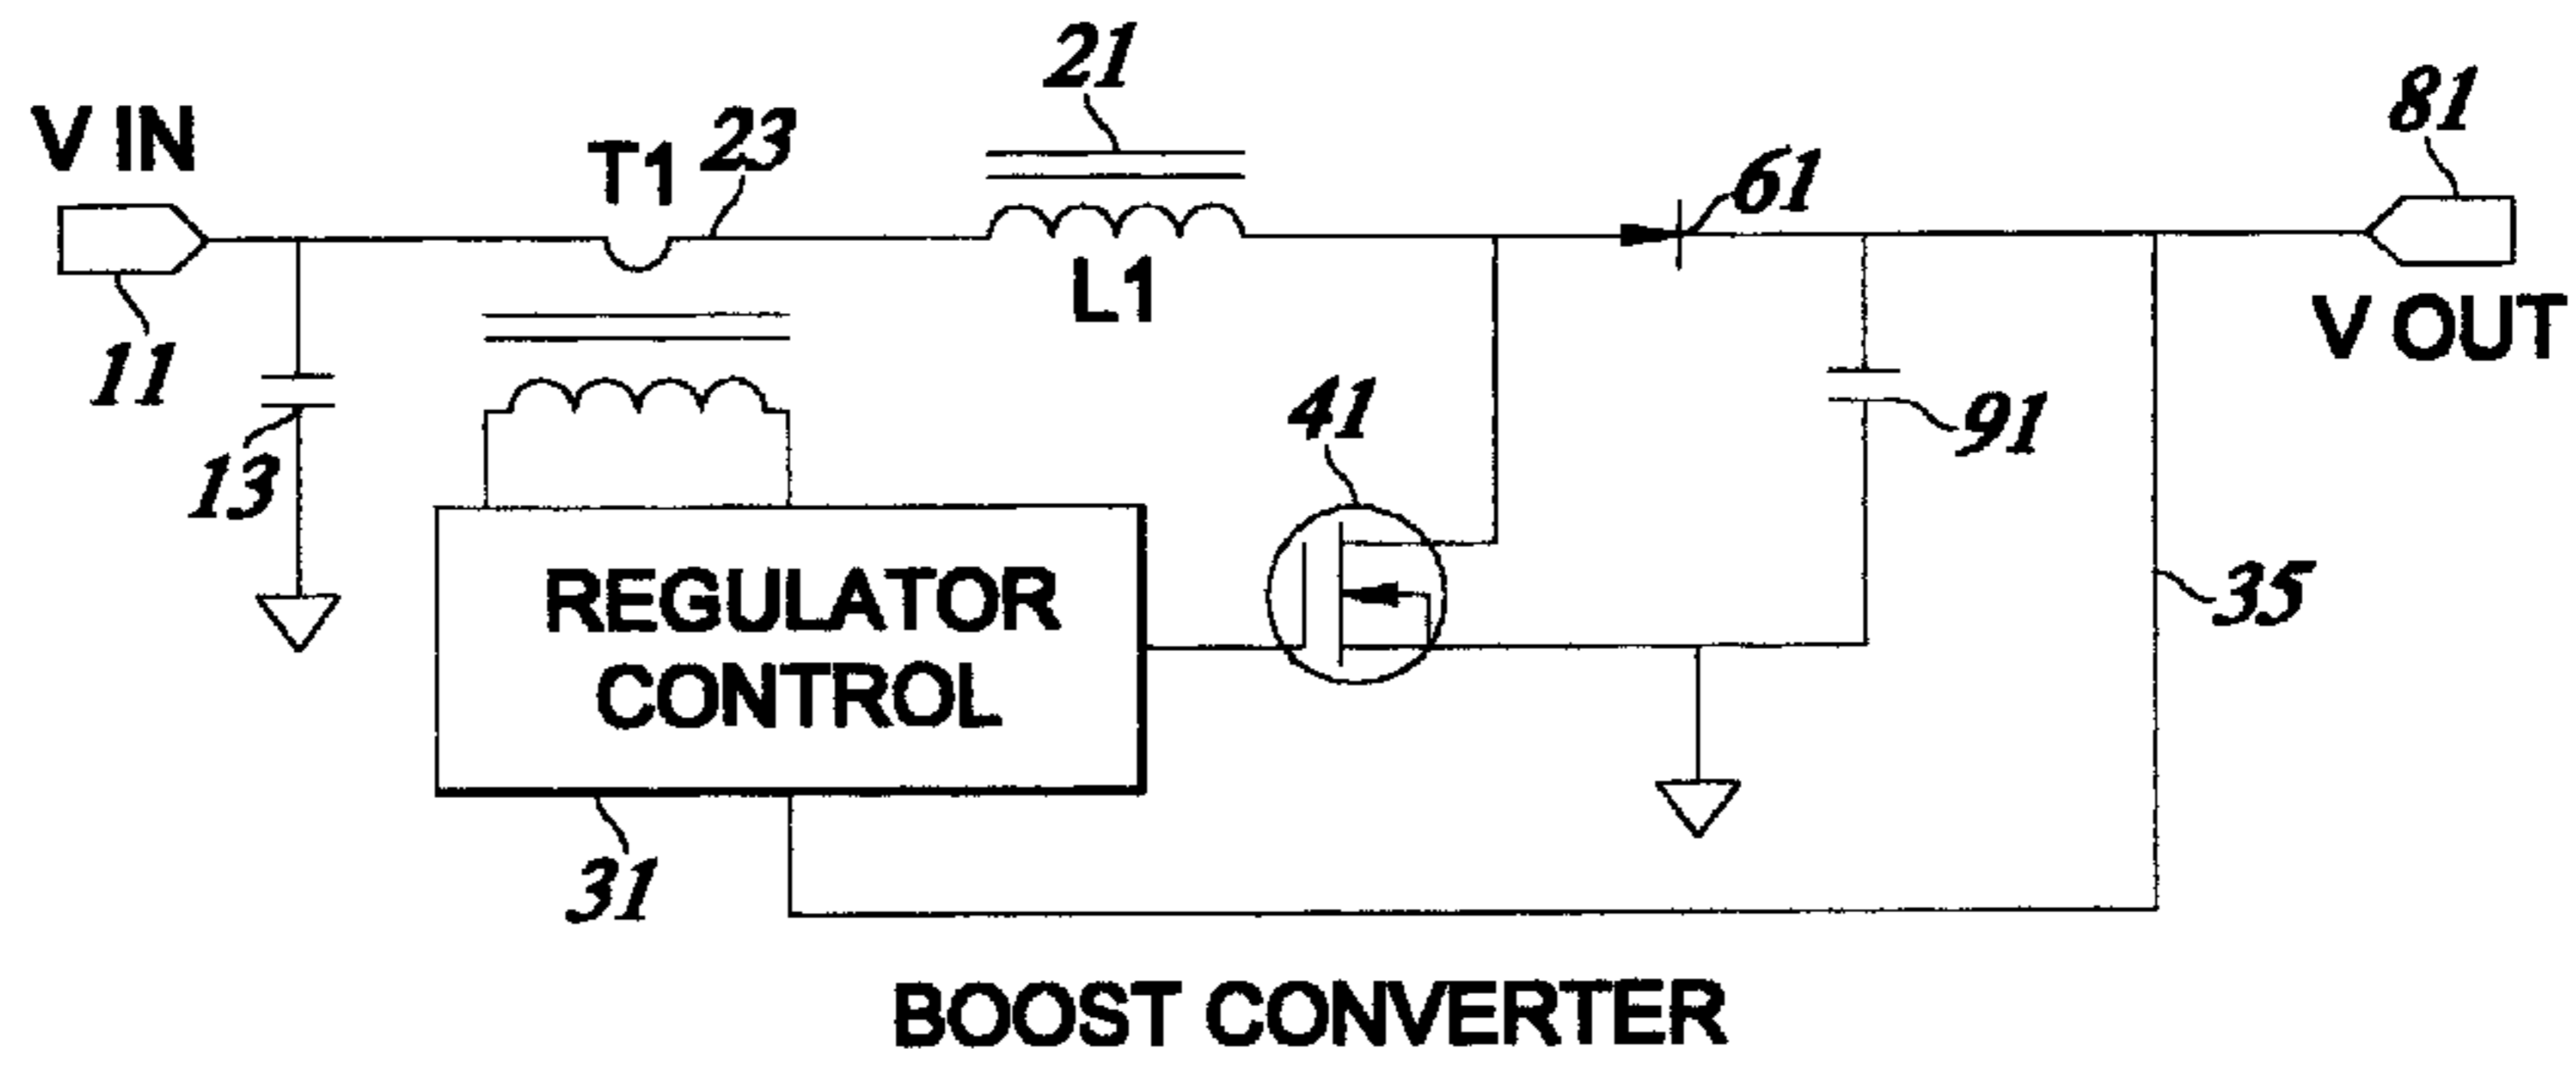 21
81
V IN
T1
23
61
L1
V OUT
11
41
91
13
REGULATOR
CONTROL
35
31
BOOST CONVERTER